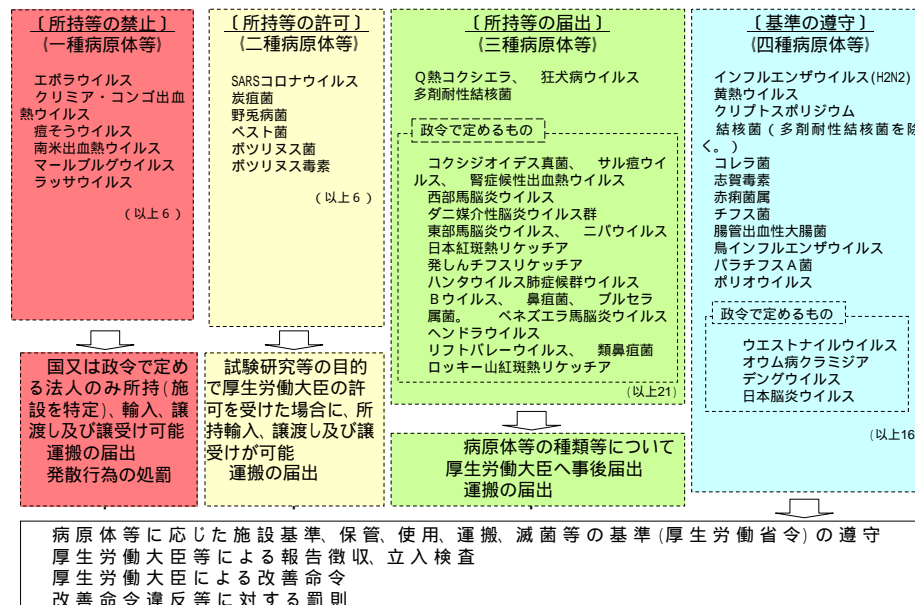 〔所持等の禁止〕
(一種病原体等)
エボラウイルス
クリミア・コンゴ出血
熱ウイルス
痘そうウイルス
南米出血熱ウイルス
マールブルグウイルス
ラッサウイルス
(以上6)
国又は政令で定め
る法人のみ所持(施
設を特定)、輸入、譲
渡し及び譲受け可能
運搬の届出
発散行為の処罰
〔所持等の許可〕
(二種病原体等)
SARSコロナウイルス
炭疽菌
野兎病菌
ペスト菌
ボツリヌス菌
ボツリヌス毒素
(以上6)
試験研究等の目的
で厚生労働大臣の許
可を受けた場合に、所
持輸入、譲渡し及び譲
受けが可能
運搬の届出
〔所持等の届出〕
(三種病原体等)
Q熱コクシエラ、 狂犬病ウイルス
多剤耐性結核菌
政令で定めるもの
コクシジオイデス真菌、 サル痘ウイ
ルス、 腎症候性出血熱ウイルス
西部馬脳炎ウイルス
ダニ媒介性脳炎ウイルス群
東部馬脳炎ウイルス、 ニパウイルス
日本紅斑熱リケッチア
発しんチフスリケッチア
ハンタウイルス肺症候群ウイルス
Bウイルス、 鼻疽菌、 ブルセラ
属菌。 ベネズエラ馬脳炎ウイルス
ヘンドラウイルス
リフトバレーウイルス、 類鼻疽菌
ロッキー山紅斑熱リケッチア
(以上21)
病原体等の種類等について
厚生労働大臣へ事後届出
運搬の届出
〔基準の遵守〕
(四種病原体等)
インフルエンザウイルス(H2N2)
黄熱ウイルス
クリプトスポリジウム
結核菌(多剤耐性結核菌を除
く。)
コレラ菌
志賀毒素
赤痢菌属
チフス菌
腸管出血性大腸菌
鳥インフルエンザウイルス
パラチフスA菌
ポリオウイルス
政令で定めるもの
ウエストナイルウイルス
オウム病クラミジア
デングウイルス
日本脳炎ウイルス
(以上16
病原体等に応じた施設基準、保管、使用、運搬、滅菌等の基準(厚生労働省令)の遵守
厚生労働大臣等による報告徴収、立入検査
厚生労働大臣による改善命令
改善命令違反等に対する罰則